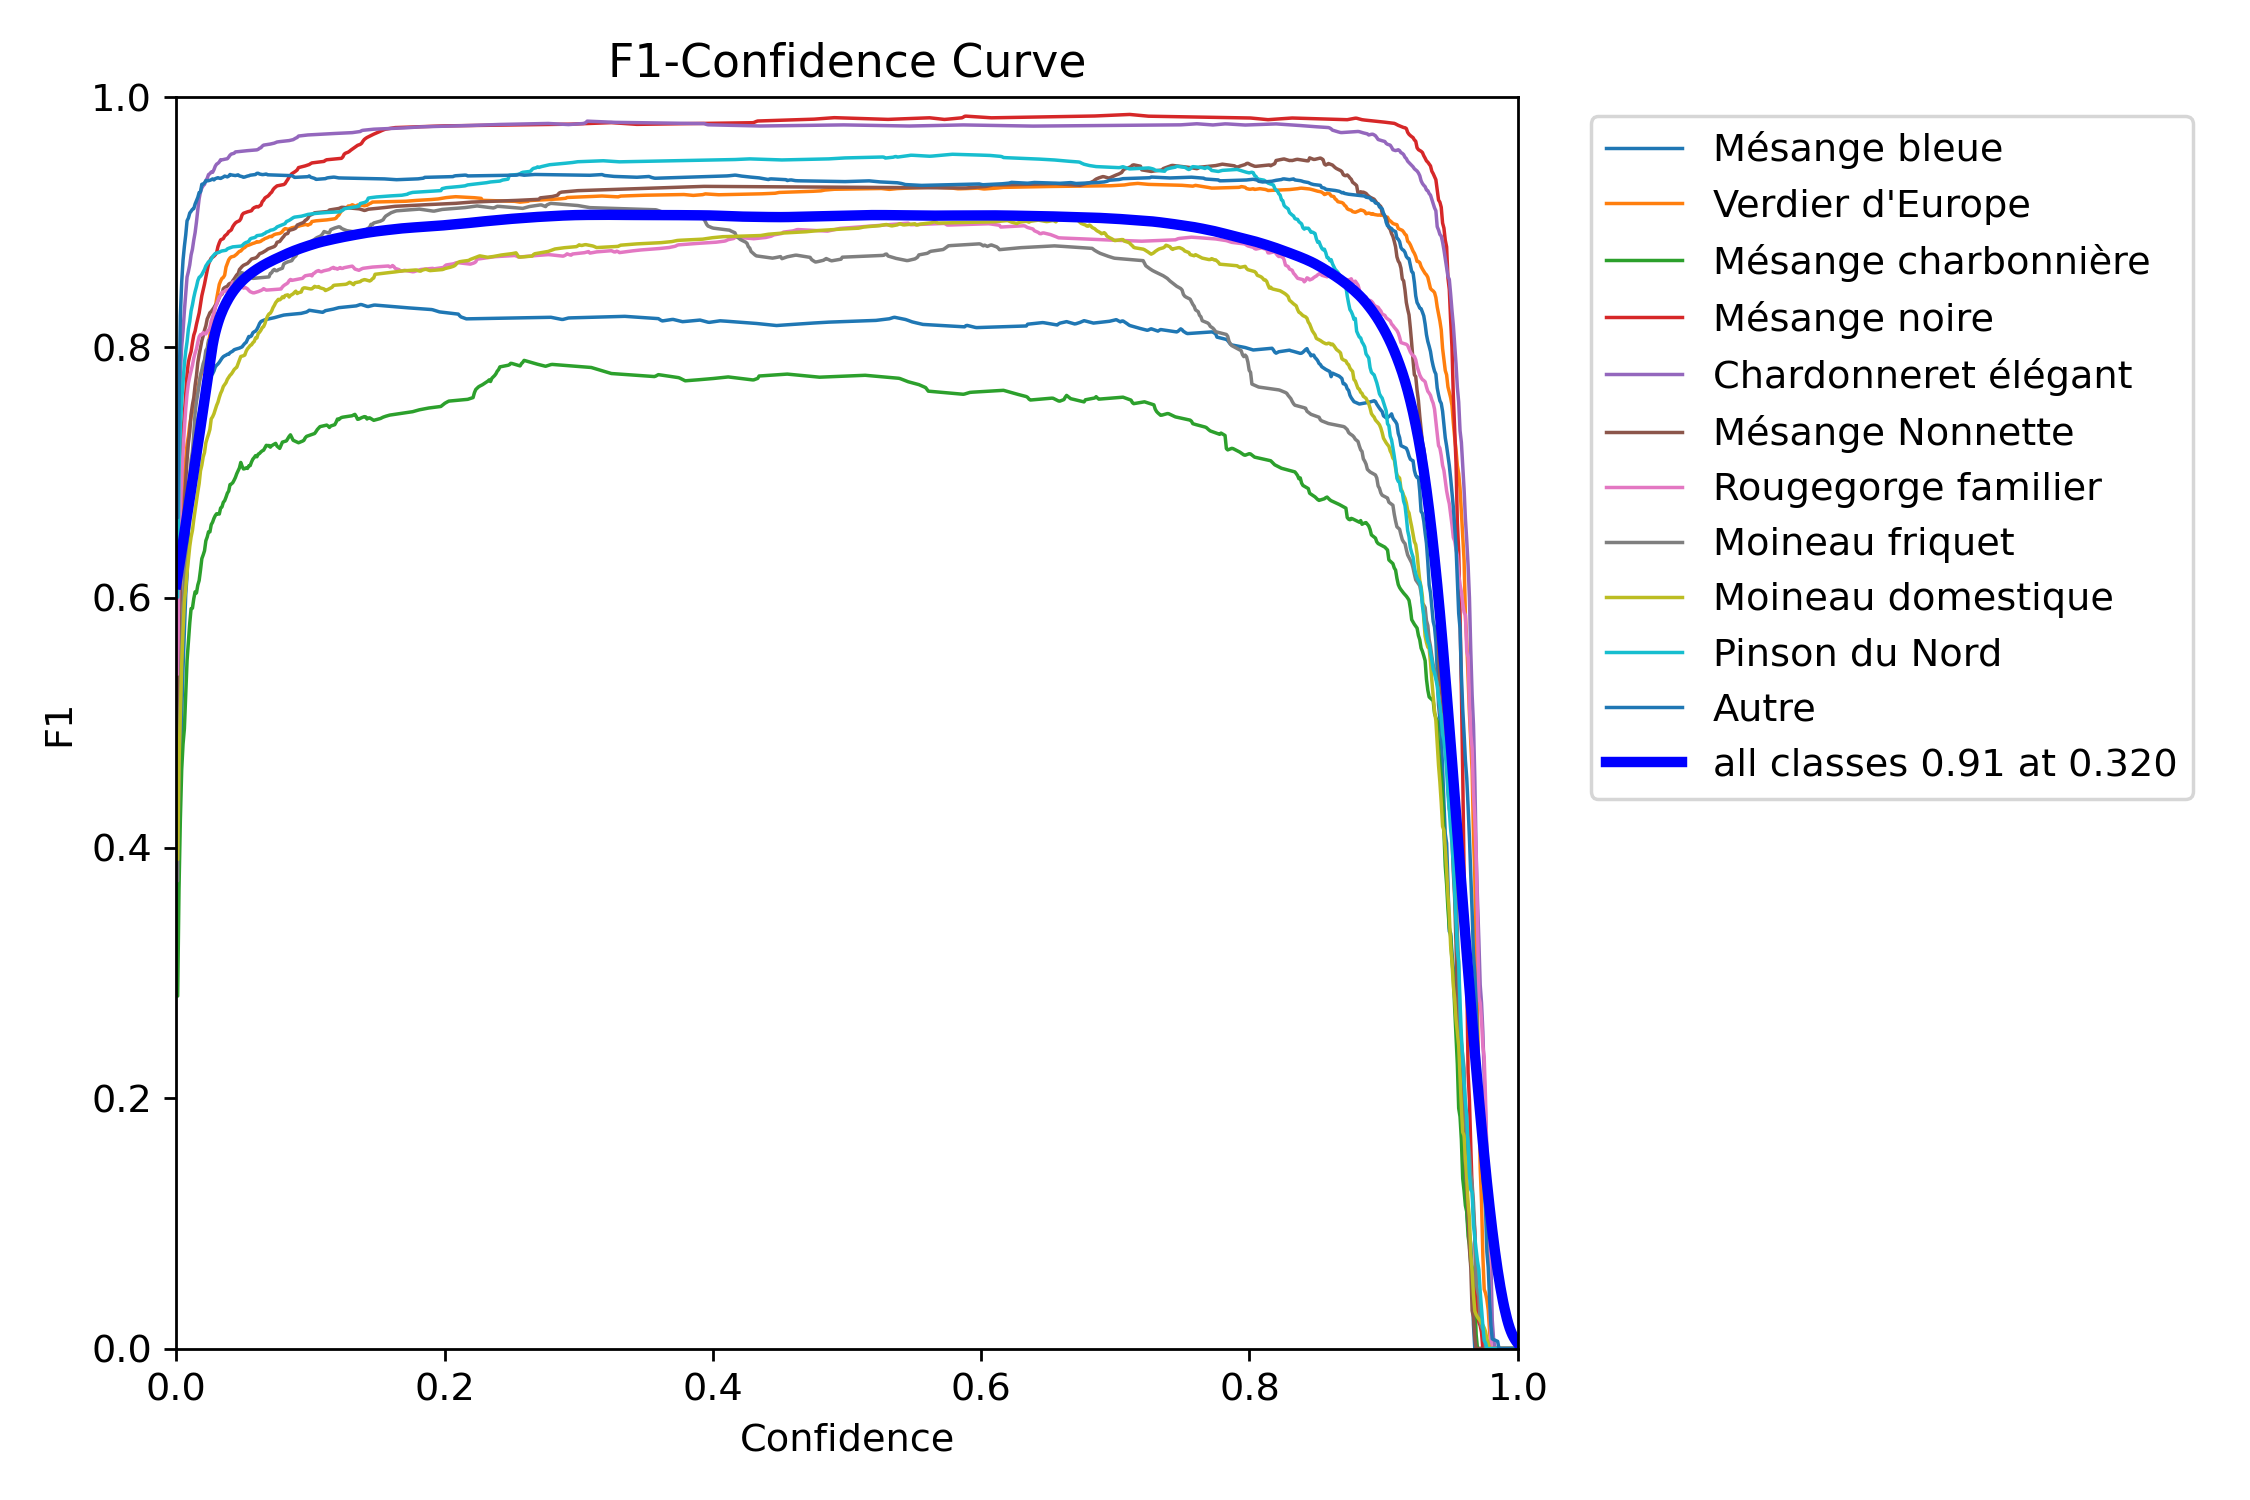 F1-Confidence Curve
1.0
0.8
0.6
0.4
0.2
0.0
F1
0.0 0.2 0.4 0.6 0.8 1.0
Confidence
Mésange bleue
Verdier d'Europe
Mésange charbonnière
Mésange noire
Chardonneret élégant
Mésange Nonnette
Rougegorge familier
Moineau friquet
Moineau domestique
Pinson du Nord
Autre
all classes 0.91 at 0.320